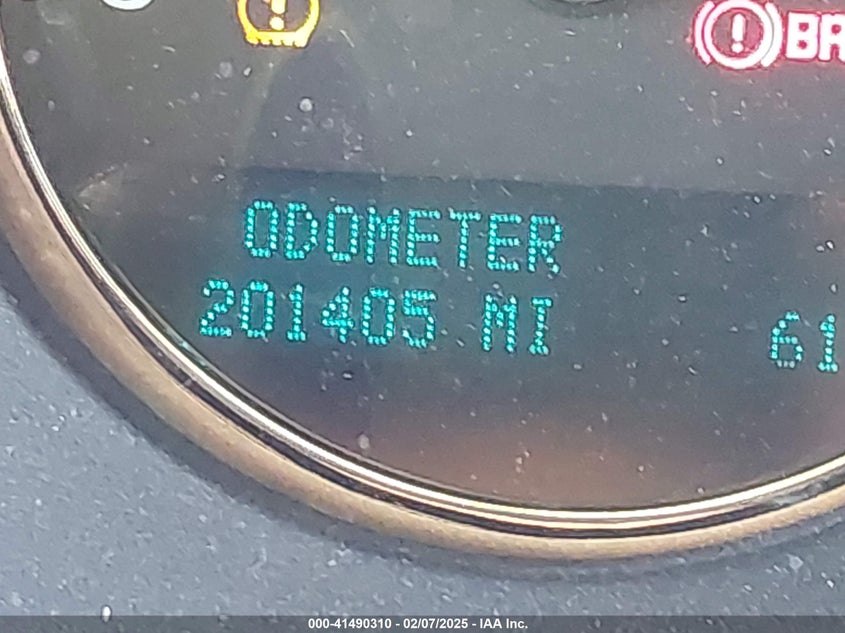 BR
ODOMETER
201405 MI 61
000-41490310 - 02/07/2025 - IAA Inc.